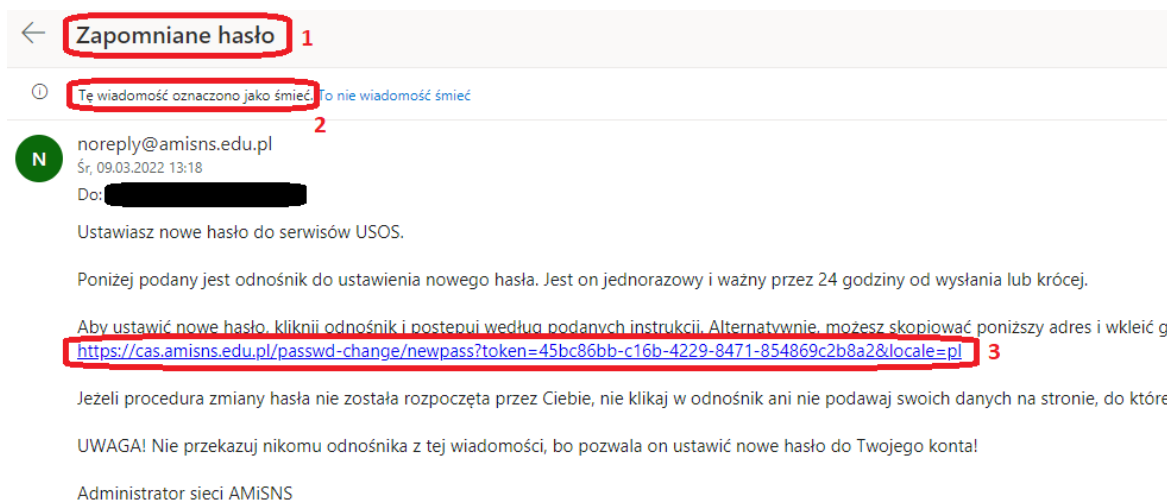 Zapomniane hasło 1
Tę wiadomość oznaczono jako śmieć. To nie wiadomość śmieć
2
N
noreply@amisns.edu.pl
Śr, 09.03.2022 13:18
Do:
Ustawiasz nowe hasło do serwisów USOS.
Poniżej podany jest odnośnik do ustawienia nowego hasła. Jest on jednorazowy i ważny przez 24 godziny od wysłania lub krócej.
Aby ustawić nowe hasło, kliknij odnośnik i postępuj według podanych instrukcji. Alternatywnie, możesz skopiować poniższy adres i wkleić g
https://cas.amisns.edu.pl/passwd-change/newpass?token=45bc86bb-c16b-4229-8471-854869c2b8a2&locale=pl 3
Jeżeli procedura zmiany hasła nie została rozpoczęta przez Ciebie, nie klikaj w odnośnik ani nie podawaj swoich danych na stronie, do które
UWAGA! Nie przekazuj nikomu odnośnika z tej wiadomości, bo pozwala on ustawić nowe hasło do Twojego konta!
Administrator sieci AMiSNS